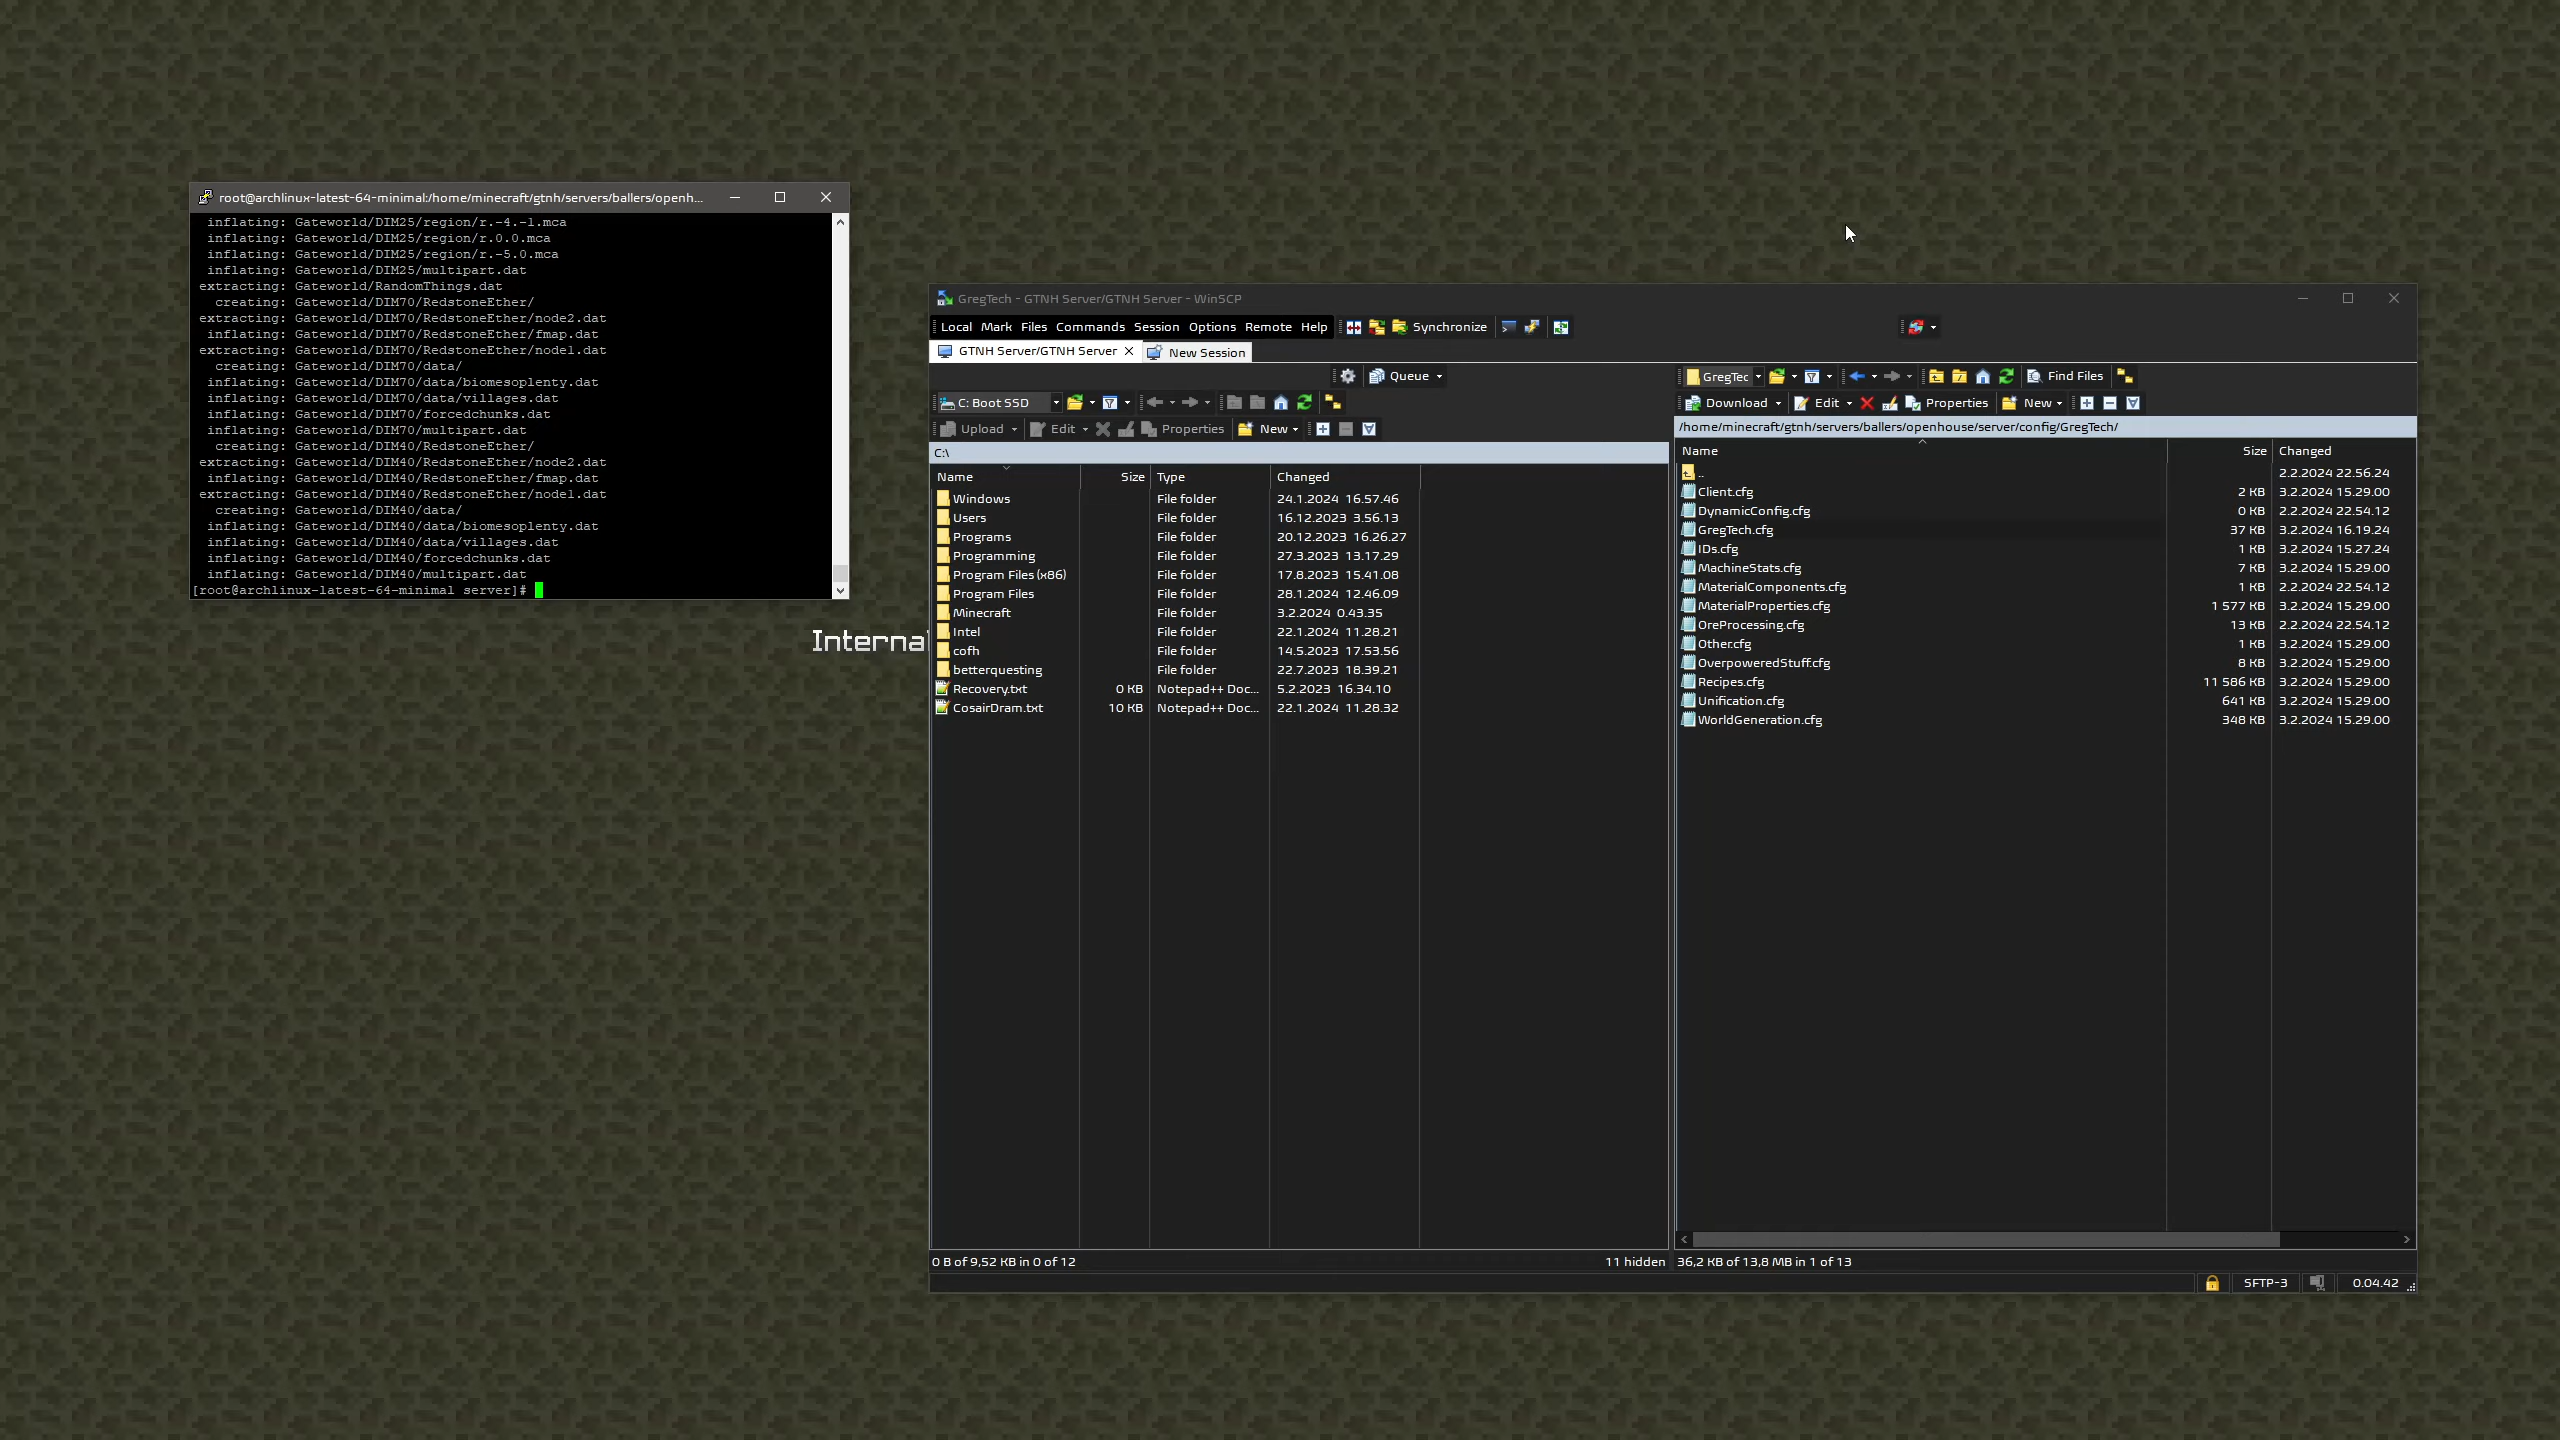 root@archlinux-latest-64-minimal:/home/minecraft/gtnh/servers/ballers/openh...
inflating: Gateworld/DIM25/region/r.-4.-1.mca
inflating: Gateworld/DIM25/region/r.0.0.mca
inflating: Gateworld/DIM25/region/r.-5.0.mca
inflating: Gateworld/DIM25/multipart.dat
extracting: Gateworld/RandomThings.dat
creating: Gateworld/DIM70/RedstoneEther/
extracting: Gateworld/DIM70/RedstoneEther/node2.dat
inflating: Gateworld/DIM70/RedstoneEther/fmap.dat
extracting: Gateworld/DIM70/RedstoneEther/node1.dat
creating: Gateworld/DIM70/data/
inflating: Gateworld/DIM70/data/biomesoplenty.dat
inflating: Gateworld/DIM70/data/villages.dat
inflating: Gateworld/DIM70/forcedchunks.dat
inflating: Gateworld/DIM70/multipart.dat
creating: Gateworld/DIM40/RedstoneEther/
extracting: Gateworld/DIM40/RedstoneEther/node2.dat
inflating: Gateworld/DIM40/RedstoneEther/fmap.dat
extracting: Gateworld/DIM40/RedstoneEther/node1.dat
creating: Gateworld/DIM40/data/
inflating: Gateworld/DIM40/data/biomesoplenty.dat
inflating: Gateworld/DIM40/data/villages.dat
inflating: Gateworld/DIM40/forcedchunks.dat
inflating: Gateworld/DIM40/multipart.dat
[root@archlinux-latest-64-minimal server]#
Internal
GregTech - GTNH Server/GTNH Server - WinSCP
Local Mark Files Commands Session Options Remote Help Synchronize
GTNH Server/GTNH Server New Session
Queue
C: Boot SSD
Upload Edit Properties New
C:\
Name Size Type Changed
Windows File folder 24.1.2024 16.57.46
Users File folder 16.12.2023 3.56.13
Programs File folder 20.12.2023 16.26.27
Programming File folder 27.3.2023 13.17.29
Program Files (x86) File folder 17.8.2023 15.41.08
Program Files File folder 28.1.2024 12.46.09
Minecraft File folder 3.2.2024 0.43.35
Intel File folder 22.1.2024 11.28.21
cofh File folder 14.5.2023 17.53.56
betterquesting File folder 22.7.2023 18.39.21
Recovery.txt 0 KB Notepad++ Doc... 5.2.2023 16.34.10
CosairDram.txt 10 KB Notepad++ Doc... 22.1.2024 11.28.32
0 B of 9,52 KB in 0 of 12 11 hidden
GregTec Find Files
Download Edit Properties New
/home/minecraft/gtnh/servers/ballers/openhouse/server/config/GregTech/
Name Size Changed
.. 2.2.2024 22.56.24
Client.cfg 2 KB 3.2.2024 15.29.00
DynamicConfig.cfg 0 KB 2.2.2024 22.54.12
GregTech.cfg 37 KB 3.2.2024 16.19.24
IDs.cfg 1 KB 3.2.2024 15.27.24
MachineStats.cfg 7 KB 3.2.2024 15.29.00
MaterialComponents.cfg 1 KB 2.2.2024 22.54.12
MaterialProperties.cfg 1 577 KB 3.2.2024 15.29.00
OreProcessing.cfg 13 KB 2.2.2024 22.54.12
Other.cfg 1 KB 3.2.2024 15.29.00
OverpoweredStuff.cfg 8 KB 3.2.2024 15.29.00
Recipes.cfg 11 586 KB 3.2.2024 15.29.00
Unification.cfg 641 KB 3.2.2024 15.29.00
WorldGeneration.cfg 348 KB 3.2.2024 15.29.00
36,2 KB of 13,8 MB in 1 of 13
SFTP-3 0.04.42